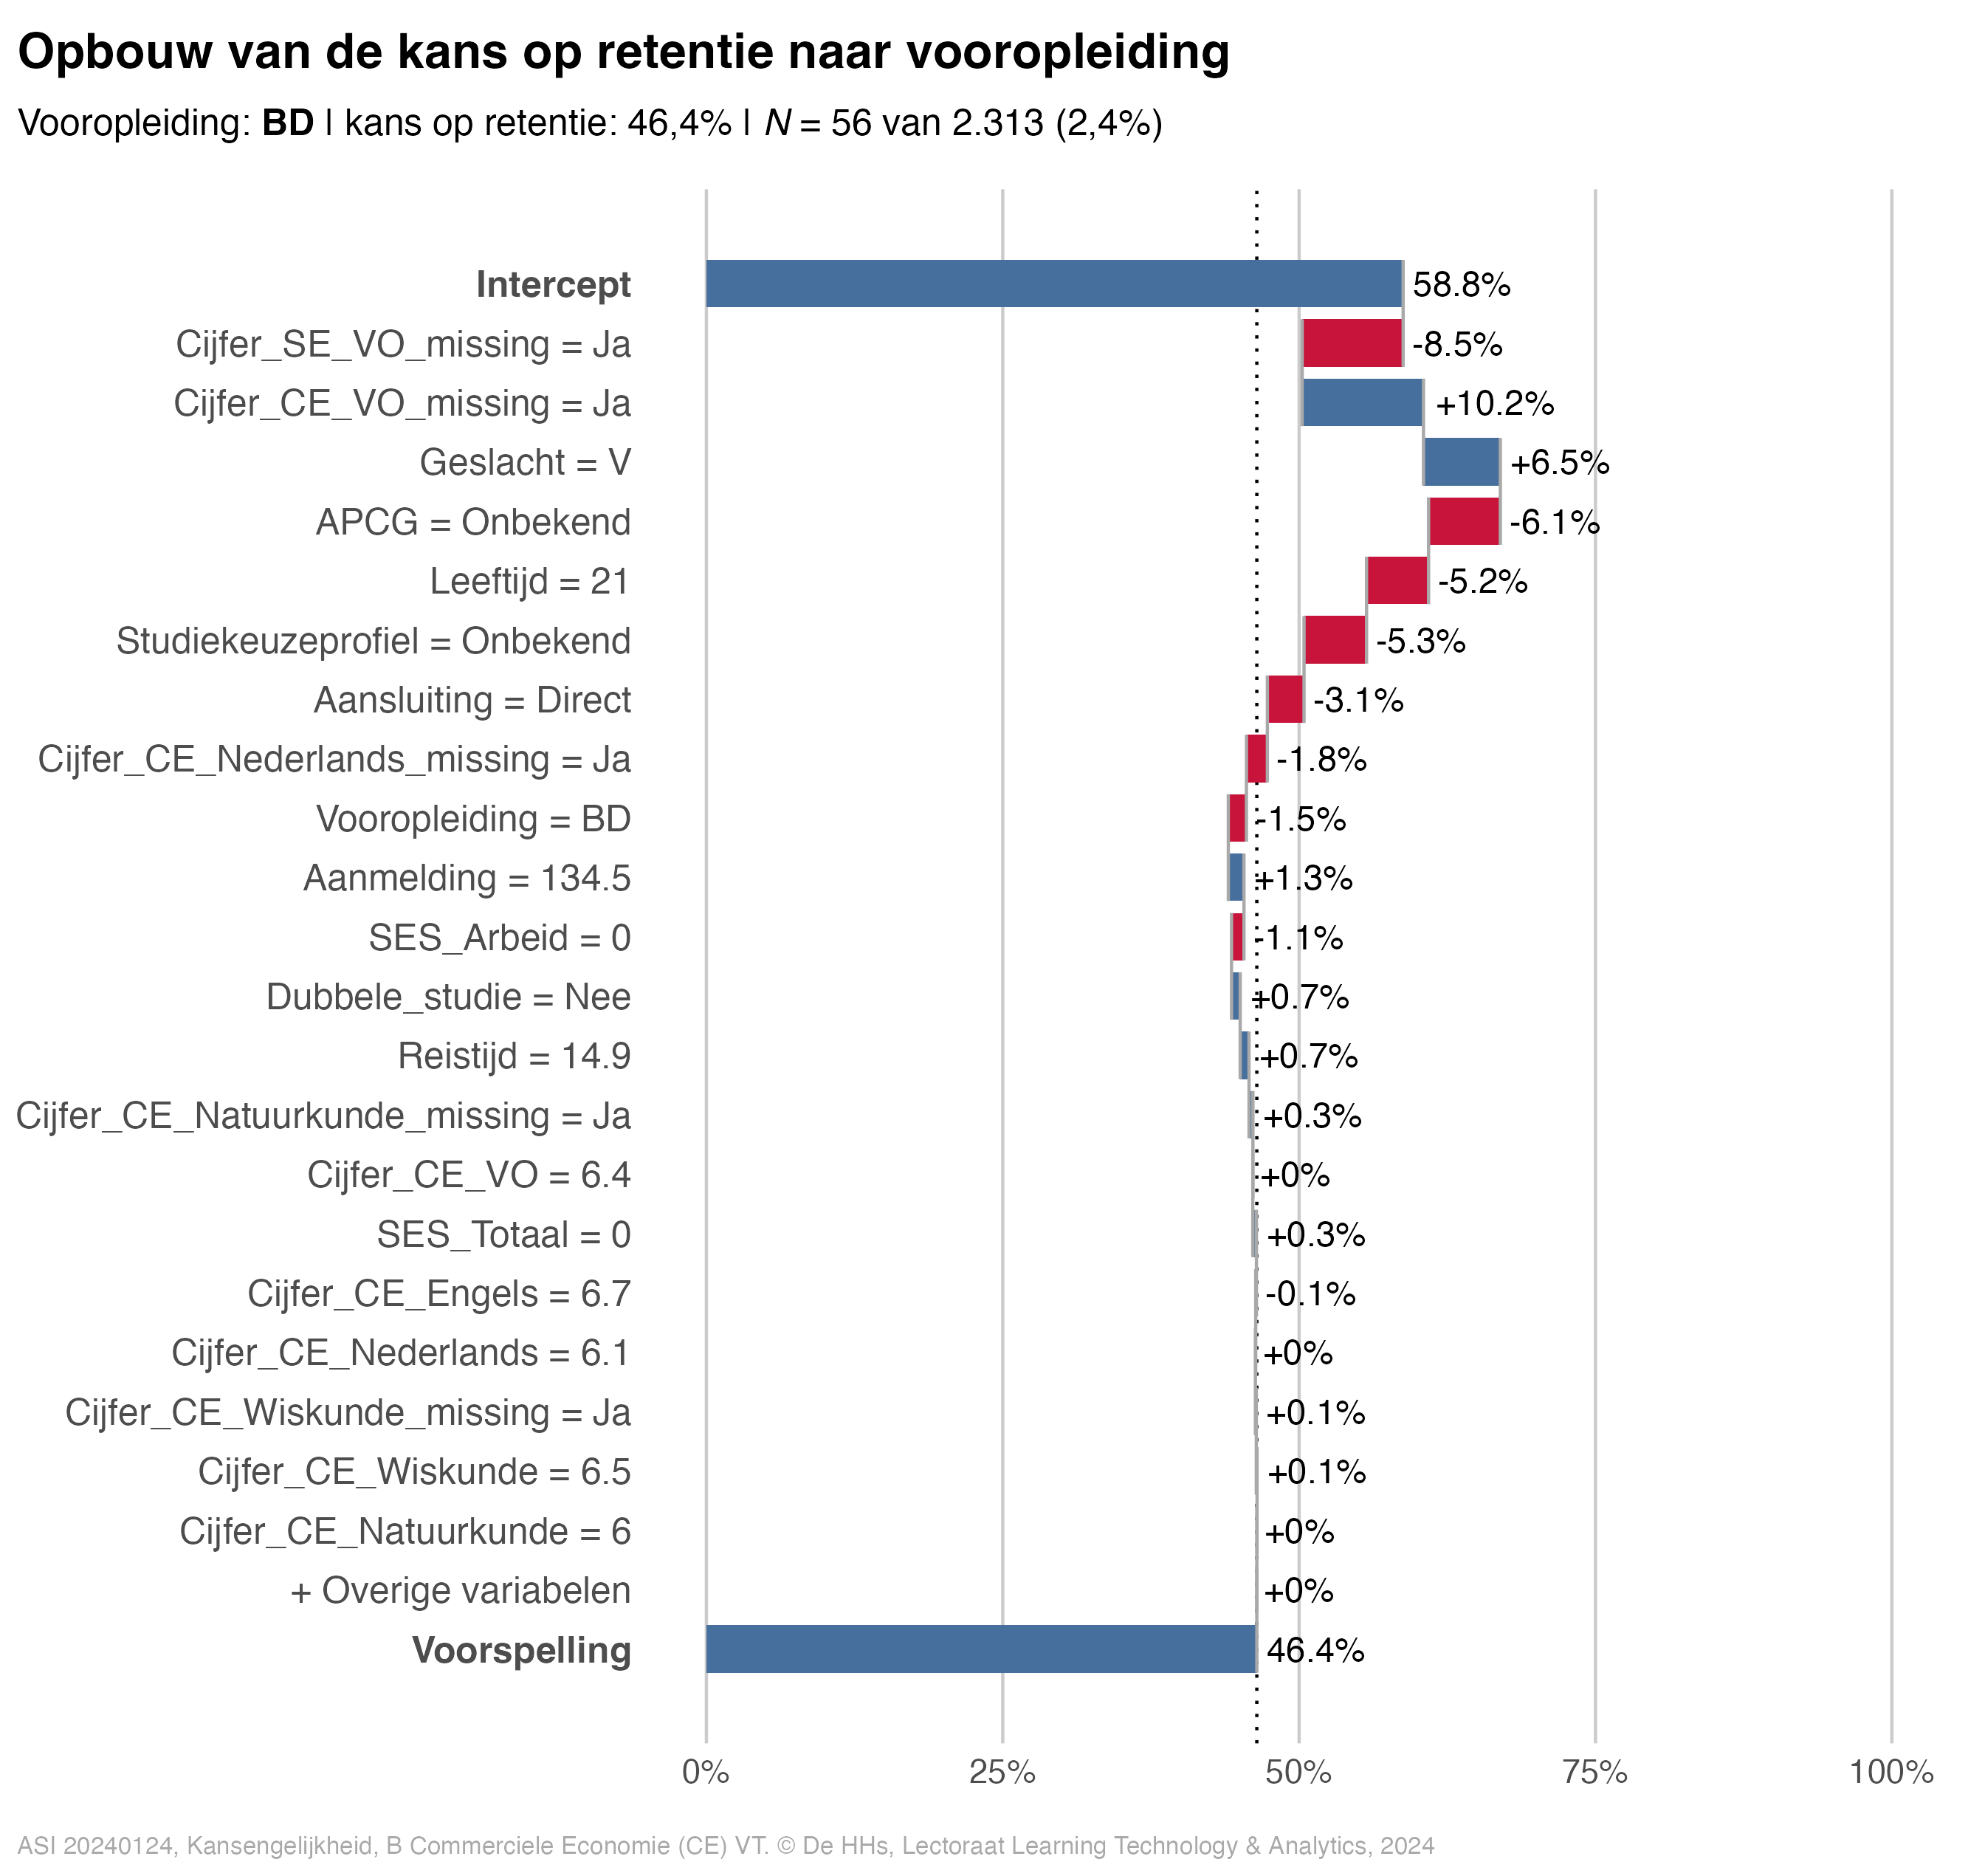 Opbouw van de kans op retentie naar vooropleiding
Vooropleiding: BD | kans op retentie: 46,4% | N = 56 van 2.313 (2,4%)
Intercept 58.8%
Cijfer_SE_VO_missing = Ja -8.5%
Cijfer_CE_VO_missing = Ja +10.2%
Geslacht = V +6.5%
APCG = Onbekend -6.1%
Leeftijd = 21 -5.2%
Studiekeuzeprofiel = Onbekend -5.3%
Aansluiting = Direct -3.1%
Cijfer_CE_Nederlands_missing = Ja -1.8%
Vooropleiding = BD -1.5%
Aanmelding = 134.5 +1.3%
SES_Arbeid = 0 -1.1%
Dubbele_studie = Nee +0.7%
Reistijd = 14.9 +0.7%
Cijfer_CE_Natuurkunde_missing = Ja +0.3%
Cijfer_CE_VO = 6.4 +0%
SES_Totaal = 0 +0.3%
Cijfer_CE_Engels = 6.7 -0.1%
Cijfer_CE_Nederlands = 6.1 +0%
Cijfer_CE_Wiskunde_missing = Ja +0.1%
Cijfer_CE_Wiskunde = 6.5 +0.1%
Cijfer_CE_Natuurkunde = 6 +0%
+ Overige variabelen +0%
Voorspelling 46.4%
0% 25% 50% 75% 100%
ASI 20240124, Kansengelijkheid, B Commerciele Economie (CE) VT. © De HHs, Lectoraat Learning Technology & Analytics, 2024